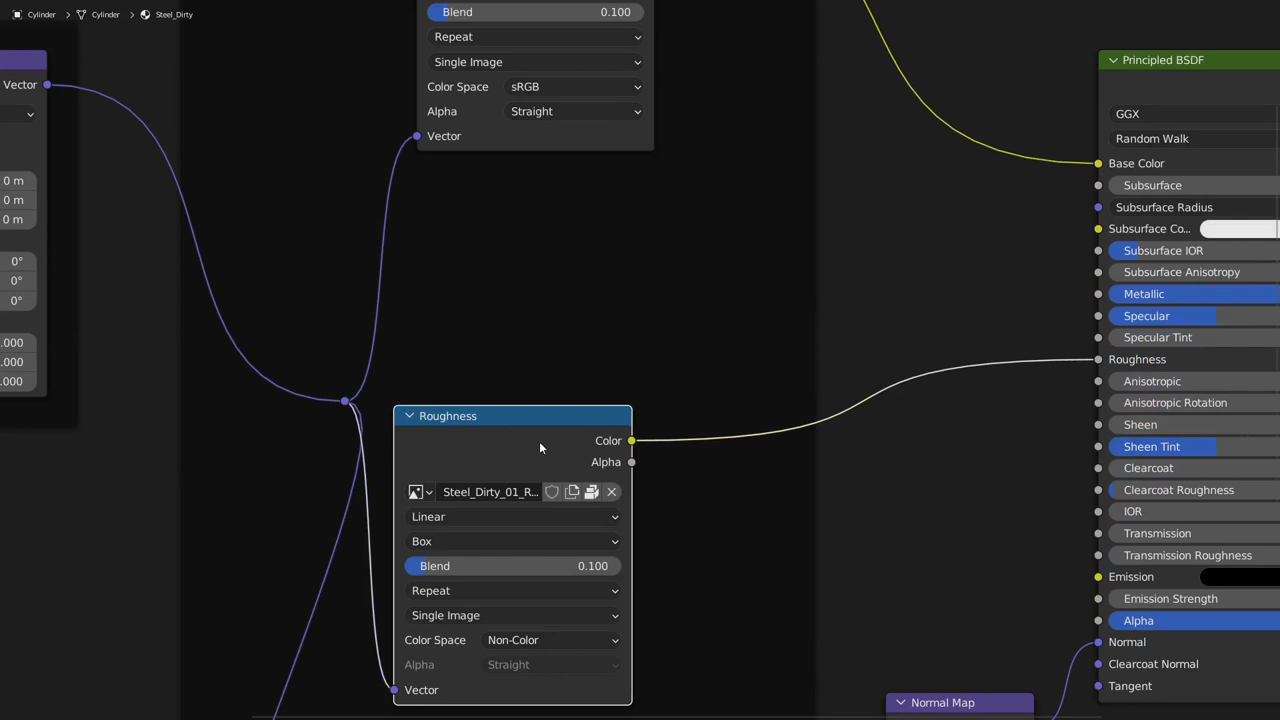 Cylinder Cylinder Steel_Dirty
Vector
0 m
0 m
0 m
0°
0°
0°
.000
.000
.000
Blend 0.100
Repeat
Single Image
Color Space sRGB
Alpha Straight
Vector
Roughness
Color
Alpha
Steel_Dirty_01_R...
Linear
Box
Blend 0.100
Repeat
Single Image
Color Space Non-Color
Alpha Straight
Vector
Normal Map
Principled BSDF
GGX
Random Walk
Base Color
Subsurface
Subsurface Radius
Subsurface Co...
Subsurface IOR
Subsurface Anisotropy
Metallic
Specular
Specular Tint
Roughness
Anisotropic
Anisotropic Rotation
Sheen
Sheen Tint
Clearcoat
Clearcoat Roughness
IOR
Transmission
Transmission Roughness
Emission
Emission Strength
Alpha
Normal
Clearcoat Normal
Tangent